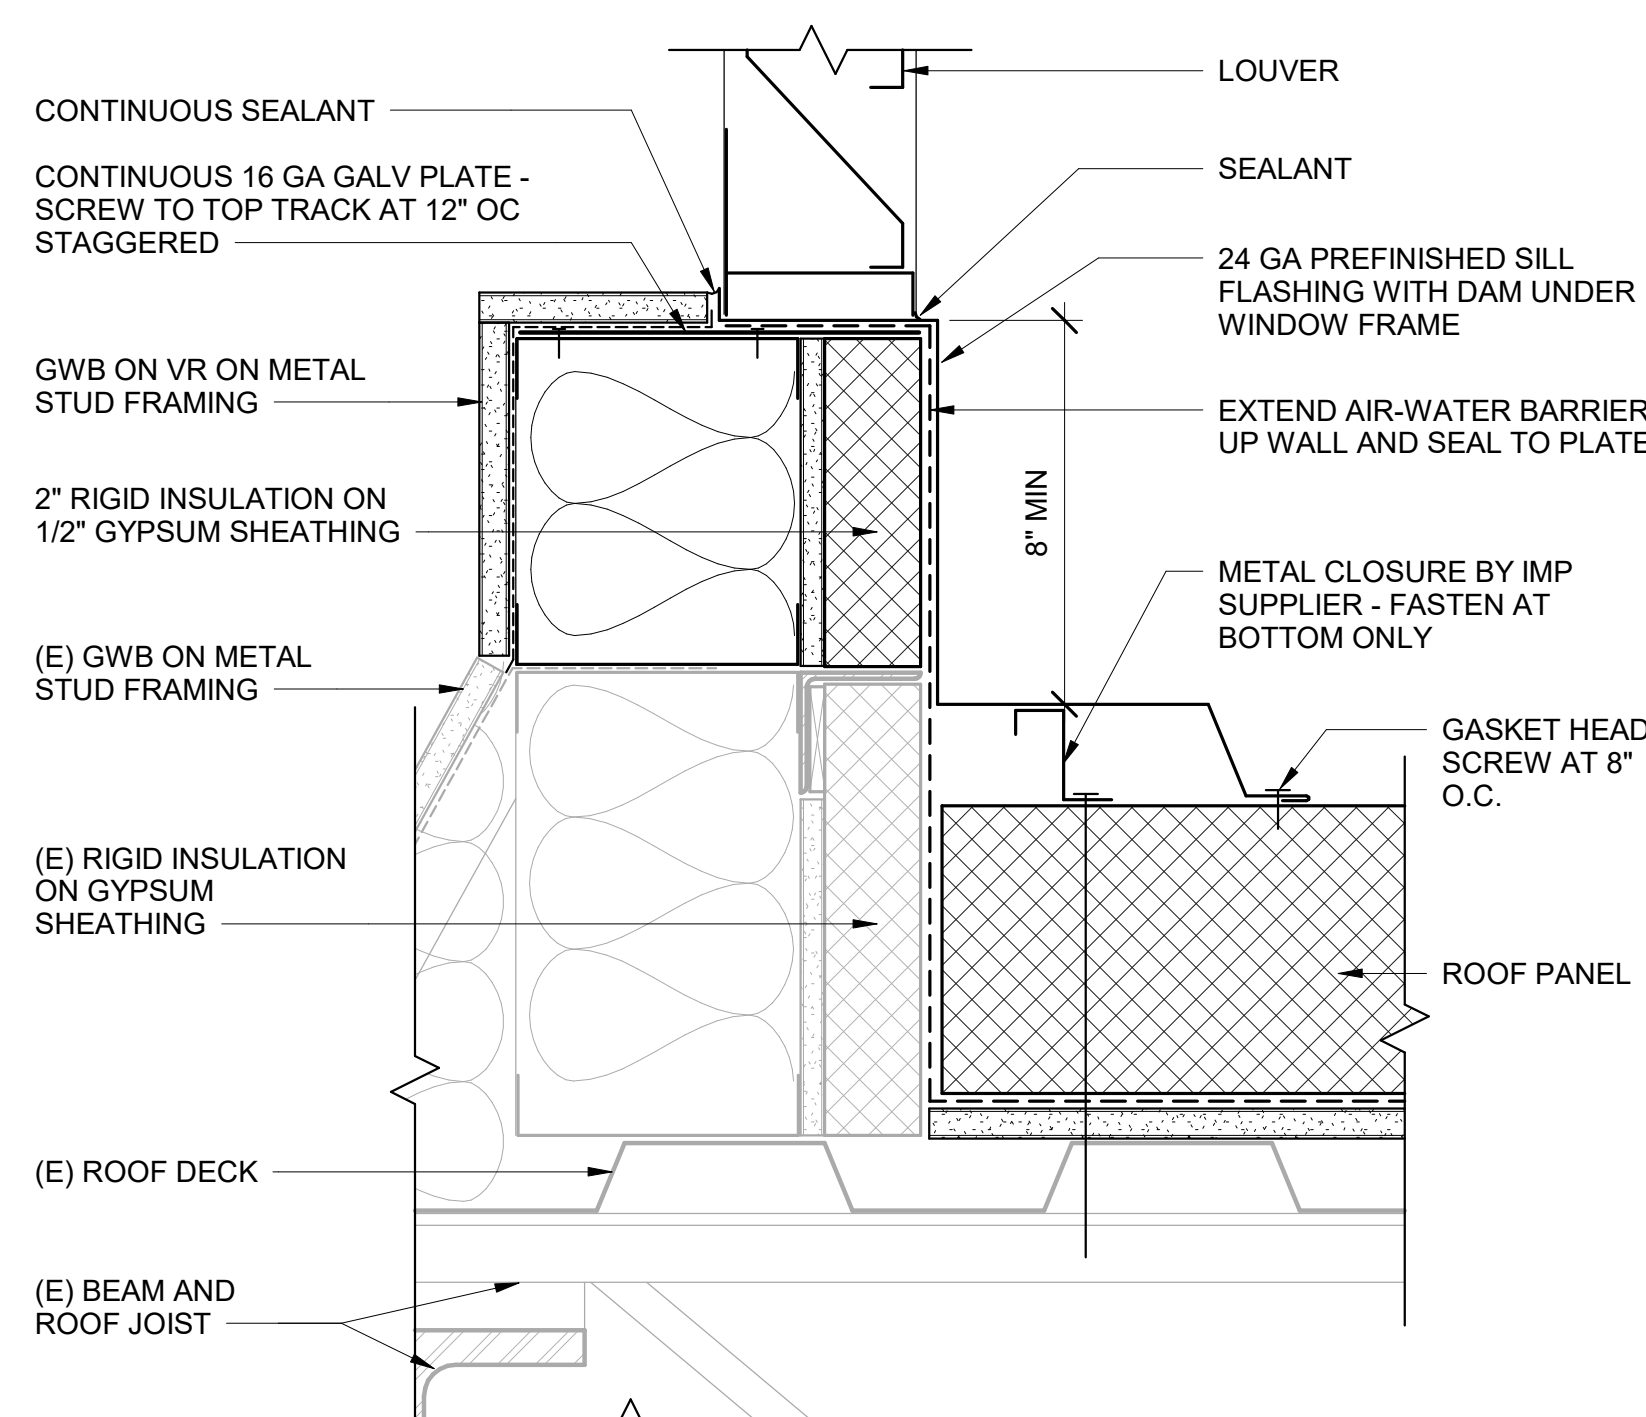 CONTINUOUS SEALANT
CONTINUOUS 16 GA GALV PLATE -
SCREW TO TOP TRACK AT 12" OC
STAGGERED
GWB ON VR ON METAL
STUD FRAMING
2" RIGID INSULATION ON
1/2" GYPSUM SHEATHING
(E) GWB ON METAL
STUD FRAMING
(E) RIGID INSULATION
ON GYPSUM
SHEATHING
(E) ROOF DECK
(E) BEAM AND
ROOF JOIST
LOUVER
SEALANT
24 GA PREFINISHED SILL
FLASHING WITH DAM UNDER
WINDOW FRAME
EXTEND AIR-WATER BARRIER
UP WALL AND SEAL TO PLATE
8" MIN
METAL CLOSURE BY IMP
SUPPLIER - FASTEN AT
BOTTOM ONLY
GASKET HEAD
SCREW AT 8"
O.C.
ROOF PANEL